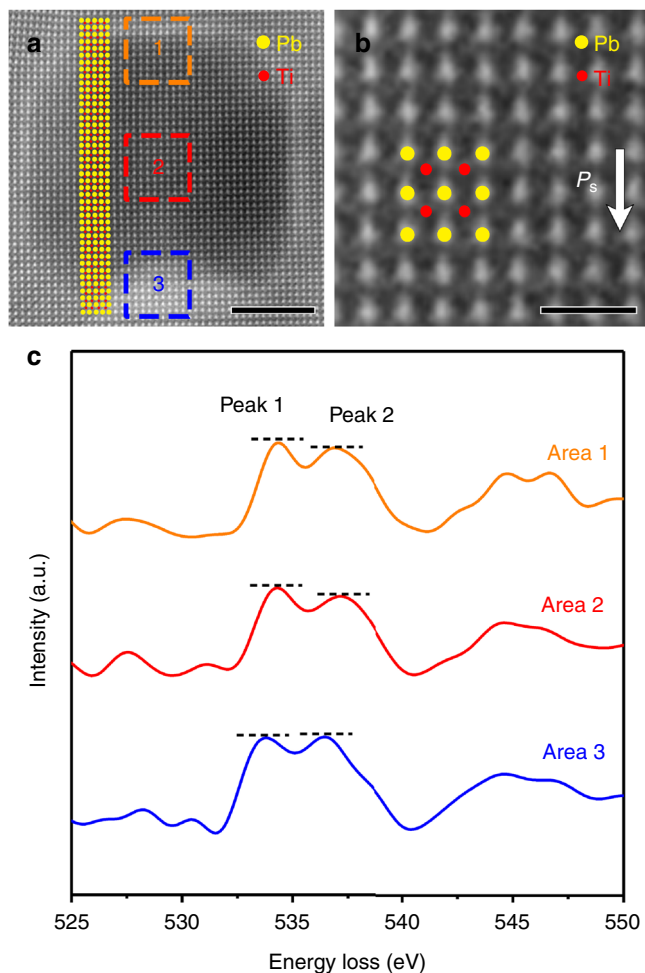 a
1
Pb
Ti
2
3
b
Pb
Ti
Ps
c
Peak 1
Peak 2
Area 1
Area 2
Area 3
Intensity (a.u.)
525
530
535
540
545
550
Energy loss (eV)